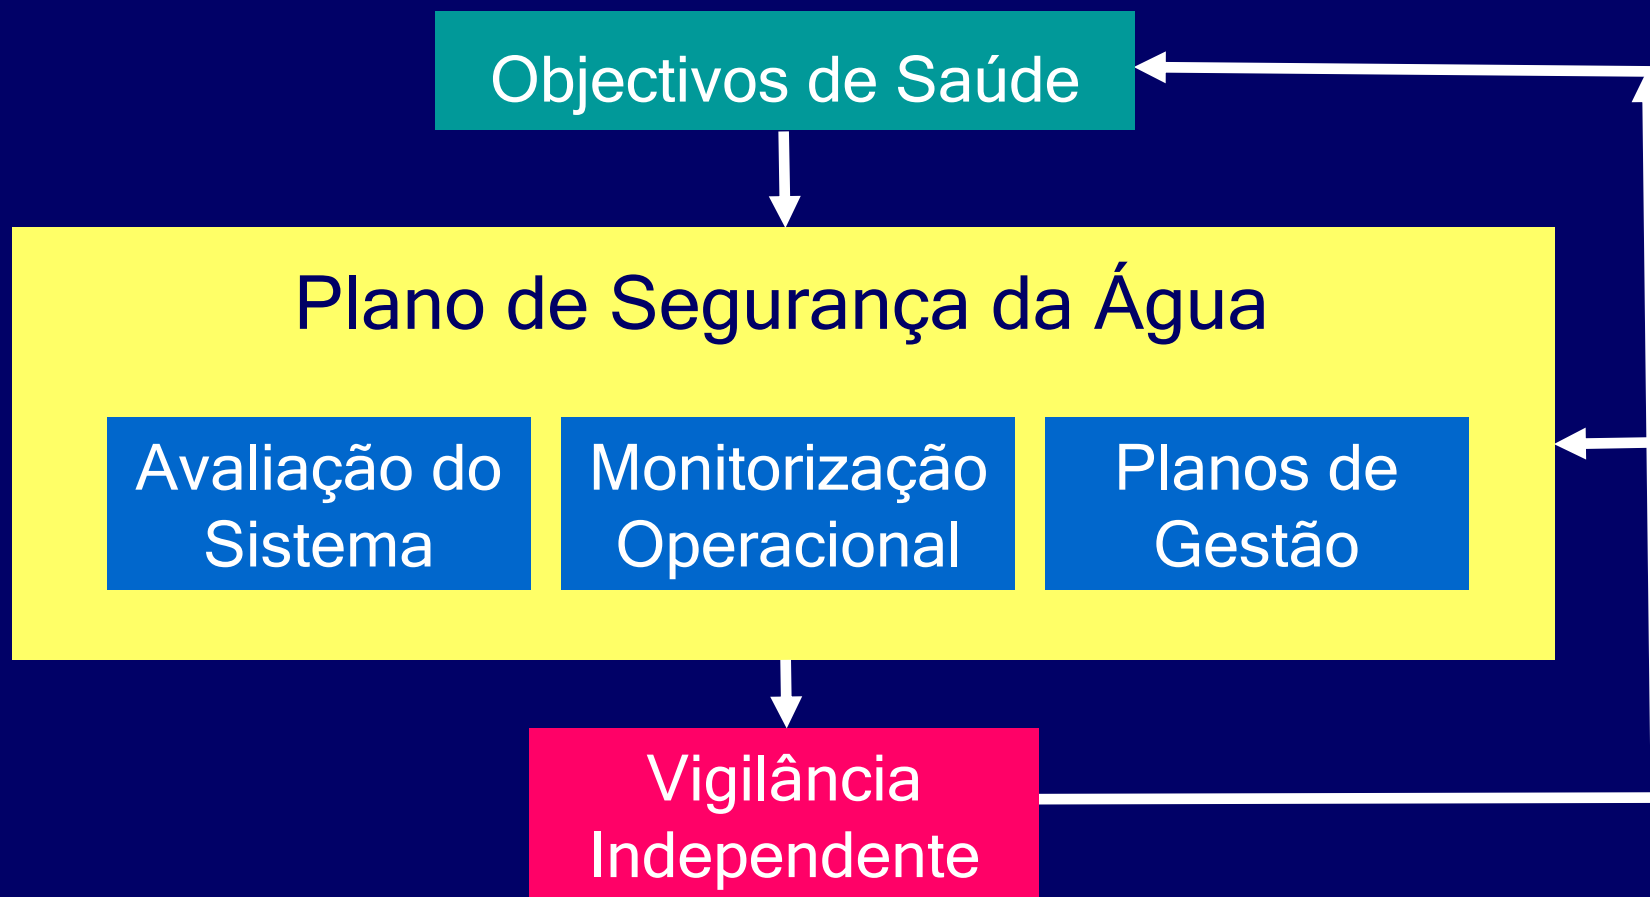 Objectivos de Saúde
Plano de Segurança da Água
Avaliação do
Sistema
Monitorização
Operacional
Planos de
Gestão
Vigilância
Independente